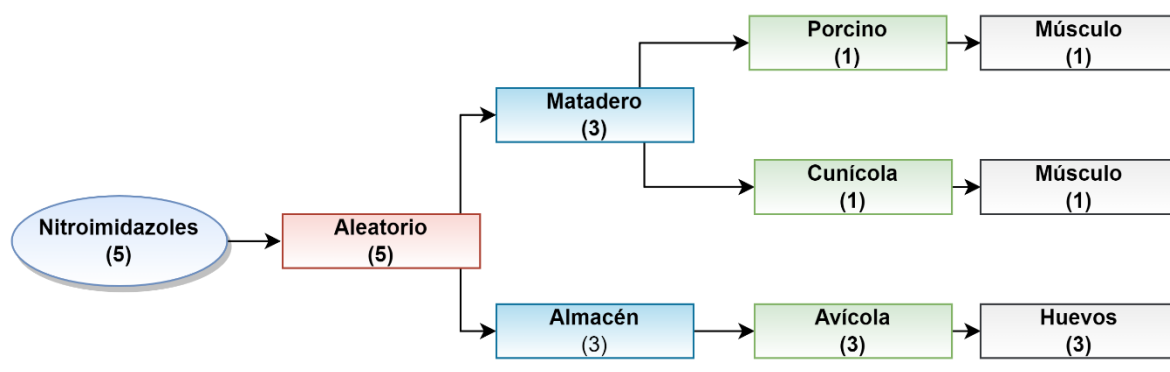 Porcino
(1)
Músculo
(1)
Matadero
(3)
Cunícola
(1)
Músculo
(1)
Nitroimidazoles
(5)
Aleatorio
(5)
Almacén
(3)
Avícola
(3)
Huevos
(3)